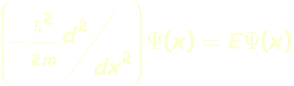 (-ℏ²/2m d²/dx²) Ψ(x) = EΨ(x)